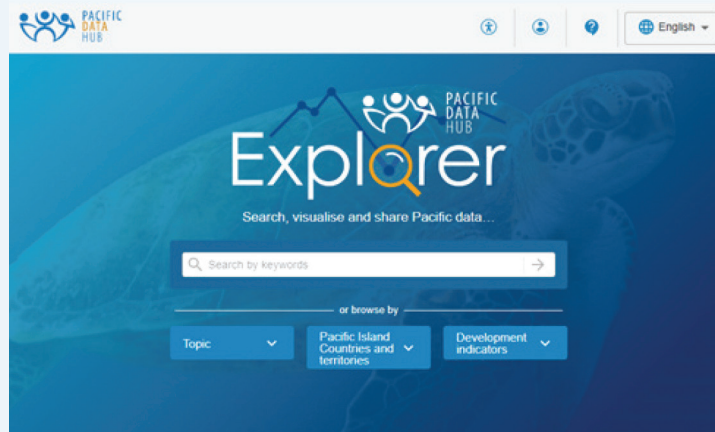 PACIFIC
DATA
HUB
English
PACIFIC
DATA
HUB
Explorer
Search, visualise and share Pacific data...
Search by keywords
or browse by
Topic
Pacific Island
Countries and
territories
Development
indicators